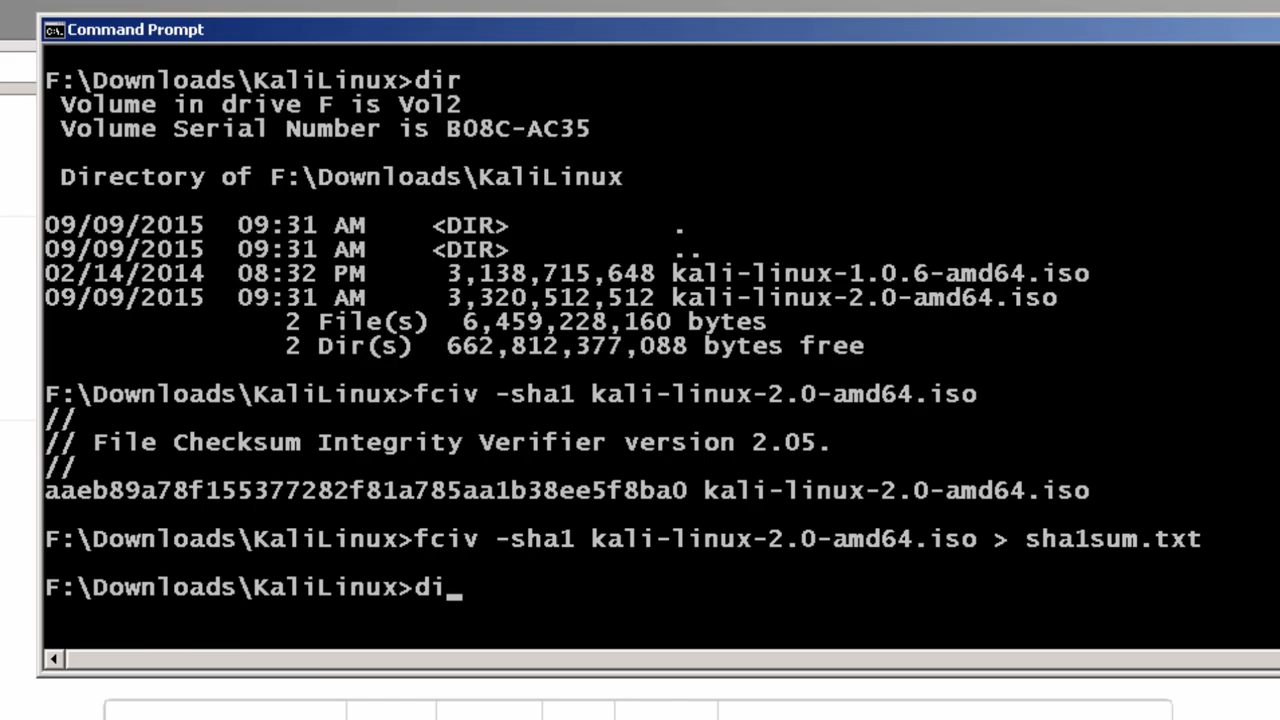 Command Prompt
F:\Downloads\KaliLinux>dir
Volume in drive F is Vol2
Volume Serial Number is B08C-AC35
Directory of F:\Downloads\KaliLinux
09/09/2015 09:31 AM <DIR> .
09/09/2015 09:31 AM <DIR> ..
02/14/2014 08:32 PM 3,138,715,648 kali-linux-1.0.6-amd64.iso
09/09/2015 09:31 AM 3,320,512,512 kali-linux-2.0-amd64.iso
2 File(s) 6,459,228,160 bytes
2 Dir(s) 662,812,377,088 bytes free
F:\Downloads\KaliLinux>fciv -sha1 kali-linux-2.0-amd64.iso
//
// File Checksum Integrity Verifier version 2.05.
//
aaeb89a78f155377282f81a785aa1b38ee5f8ba0 kali-linux-2.0-amd64.iso
F:\Downloads\KaliLinux>fciv -sha1 kali-linux-2.0-amd64.iso > sha1sum.txt
F:\Downloads\KaliLinux>di_